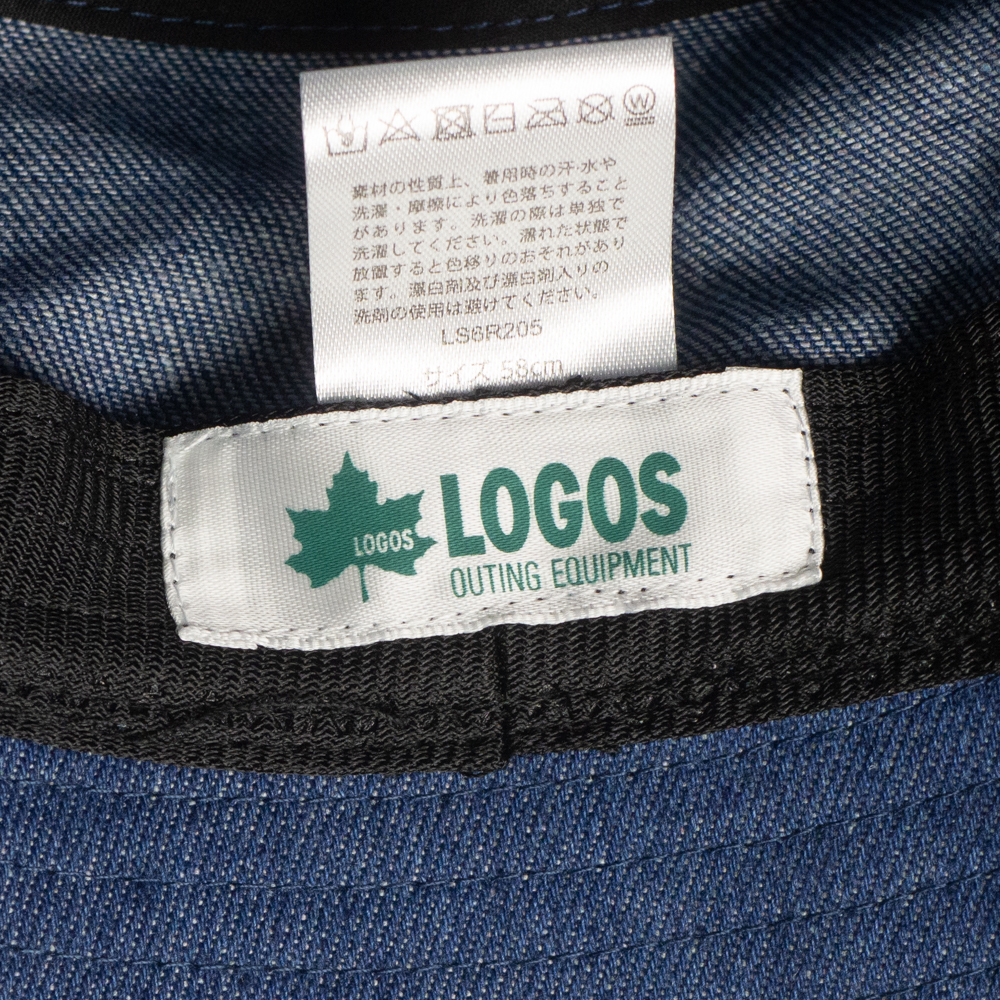 W
素材の性質上、着用時の汗・水や
洗濯・摩擦により色落ちすること
があります。洗濯の際は単独で
洗濯してください。濡れた状態で
放置すると色移りのおそれがあり
ます。漂白剤及び漂白剤入りの
洗剤の使用は避けてください。
LS6R205
サイズ 58cm
LOGOS
LOGOS
OUTING EQUIPMENT